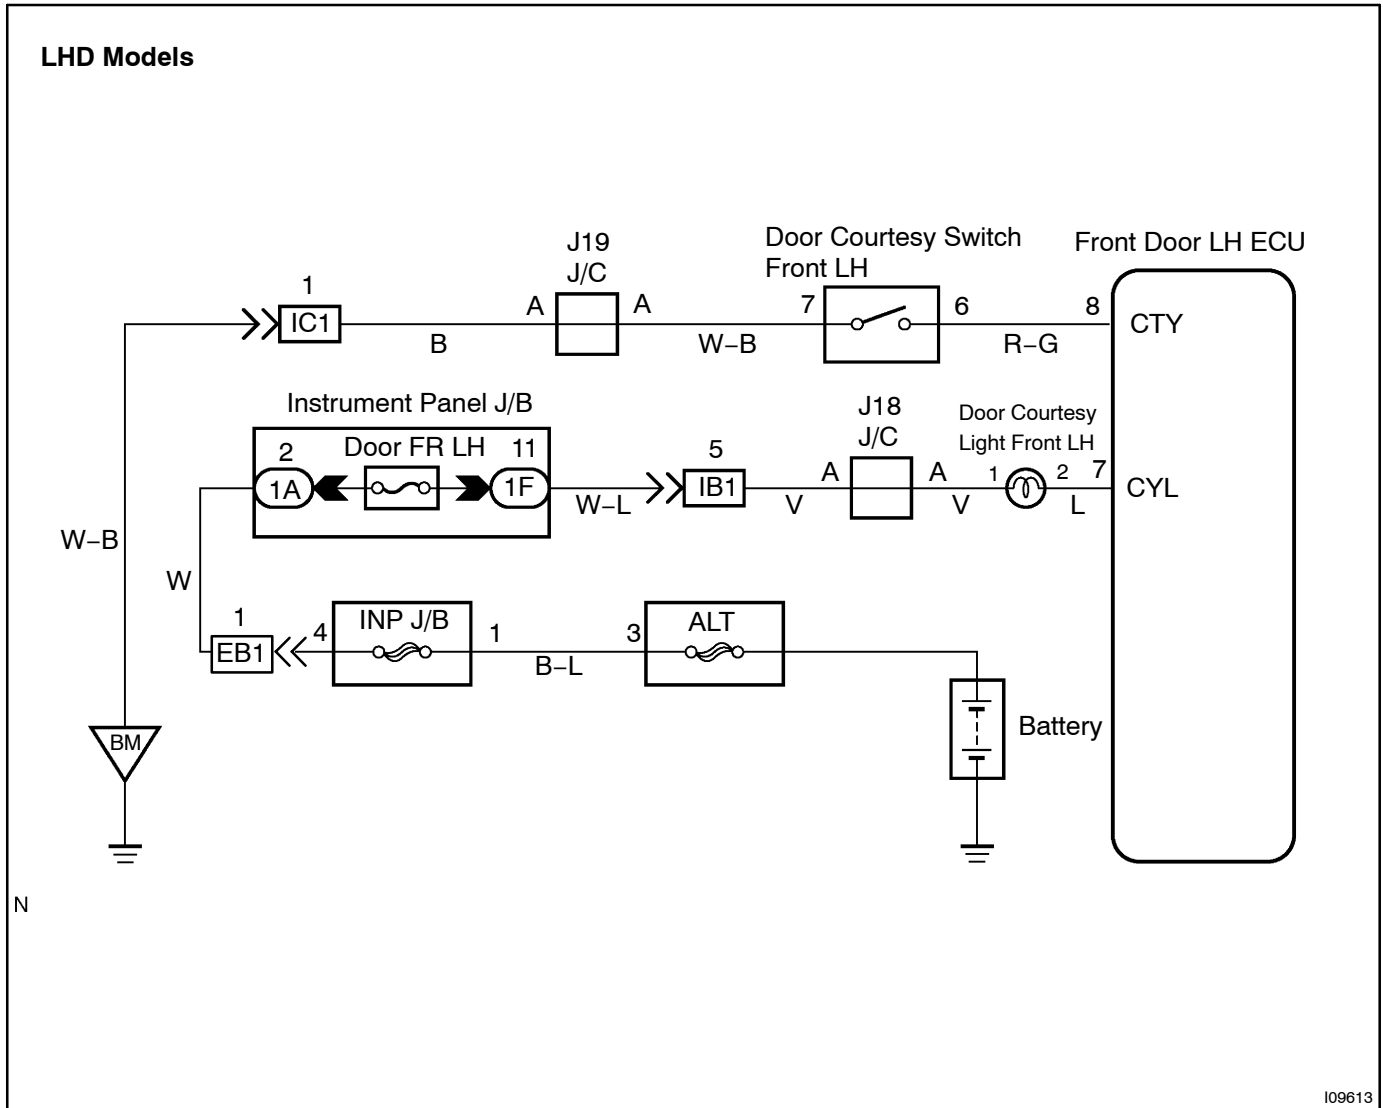 LHD Models
J19
J/C
Door Courtesy Switch
Front LH
Front Door LH ECU
1
IC1
B
A
A
W–B
7
6
R–G
8
CTY
Instrument Panel J/B
2
Door FR LH
11
1A
1F
W–L
5
IB1
V
J18
J/C
A
A
V
Door Courtesy
Light Front LH
1
2
L
7
CYL
W–B
W
1
EB1
4
INP J/B
1
B–L
3
ALT
Battery
BM
N
I09613